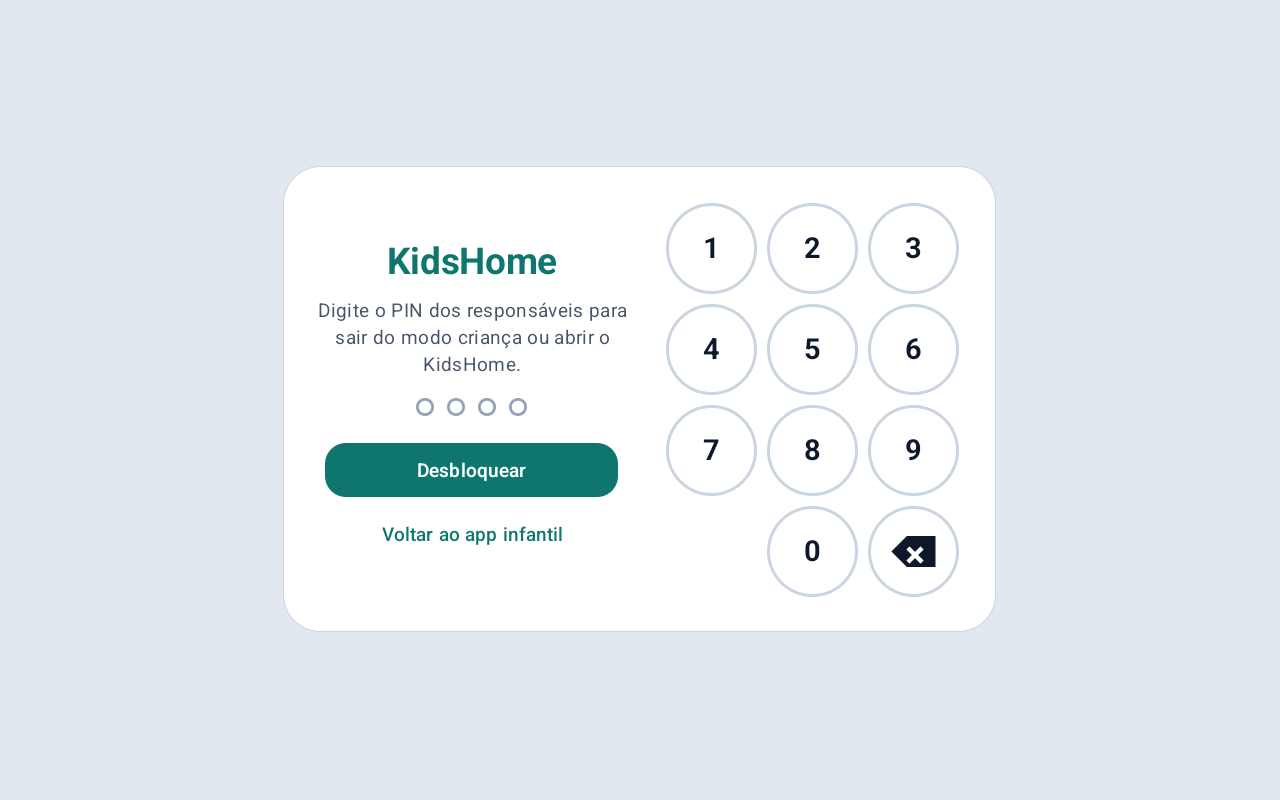 KidsHome
Digite o PIN dos responsáveis para
sair do modo criança ou abrir o
KidsHome.
Desbloquear
Voltar ao app infantil
1 2 3
4 5 6
7 8 9
0